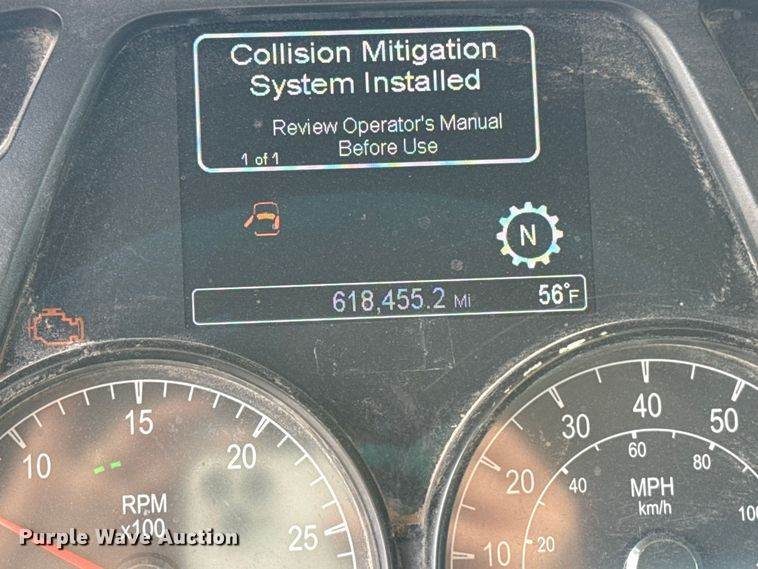 Collision Mitigation
System Installed
Review Operator's Manual
Before Use
1 of 1
N
618,455.2 Mi
56°F
10
15
20
25
RPM
x100
10
20
30
40
50
20
40
60
80
100
MPH
km/h
Purple Wave Auction